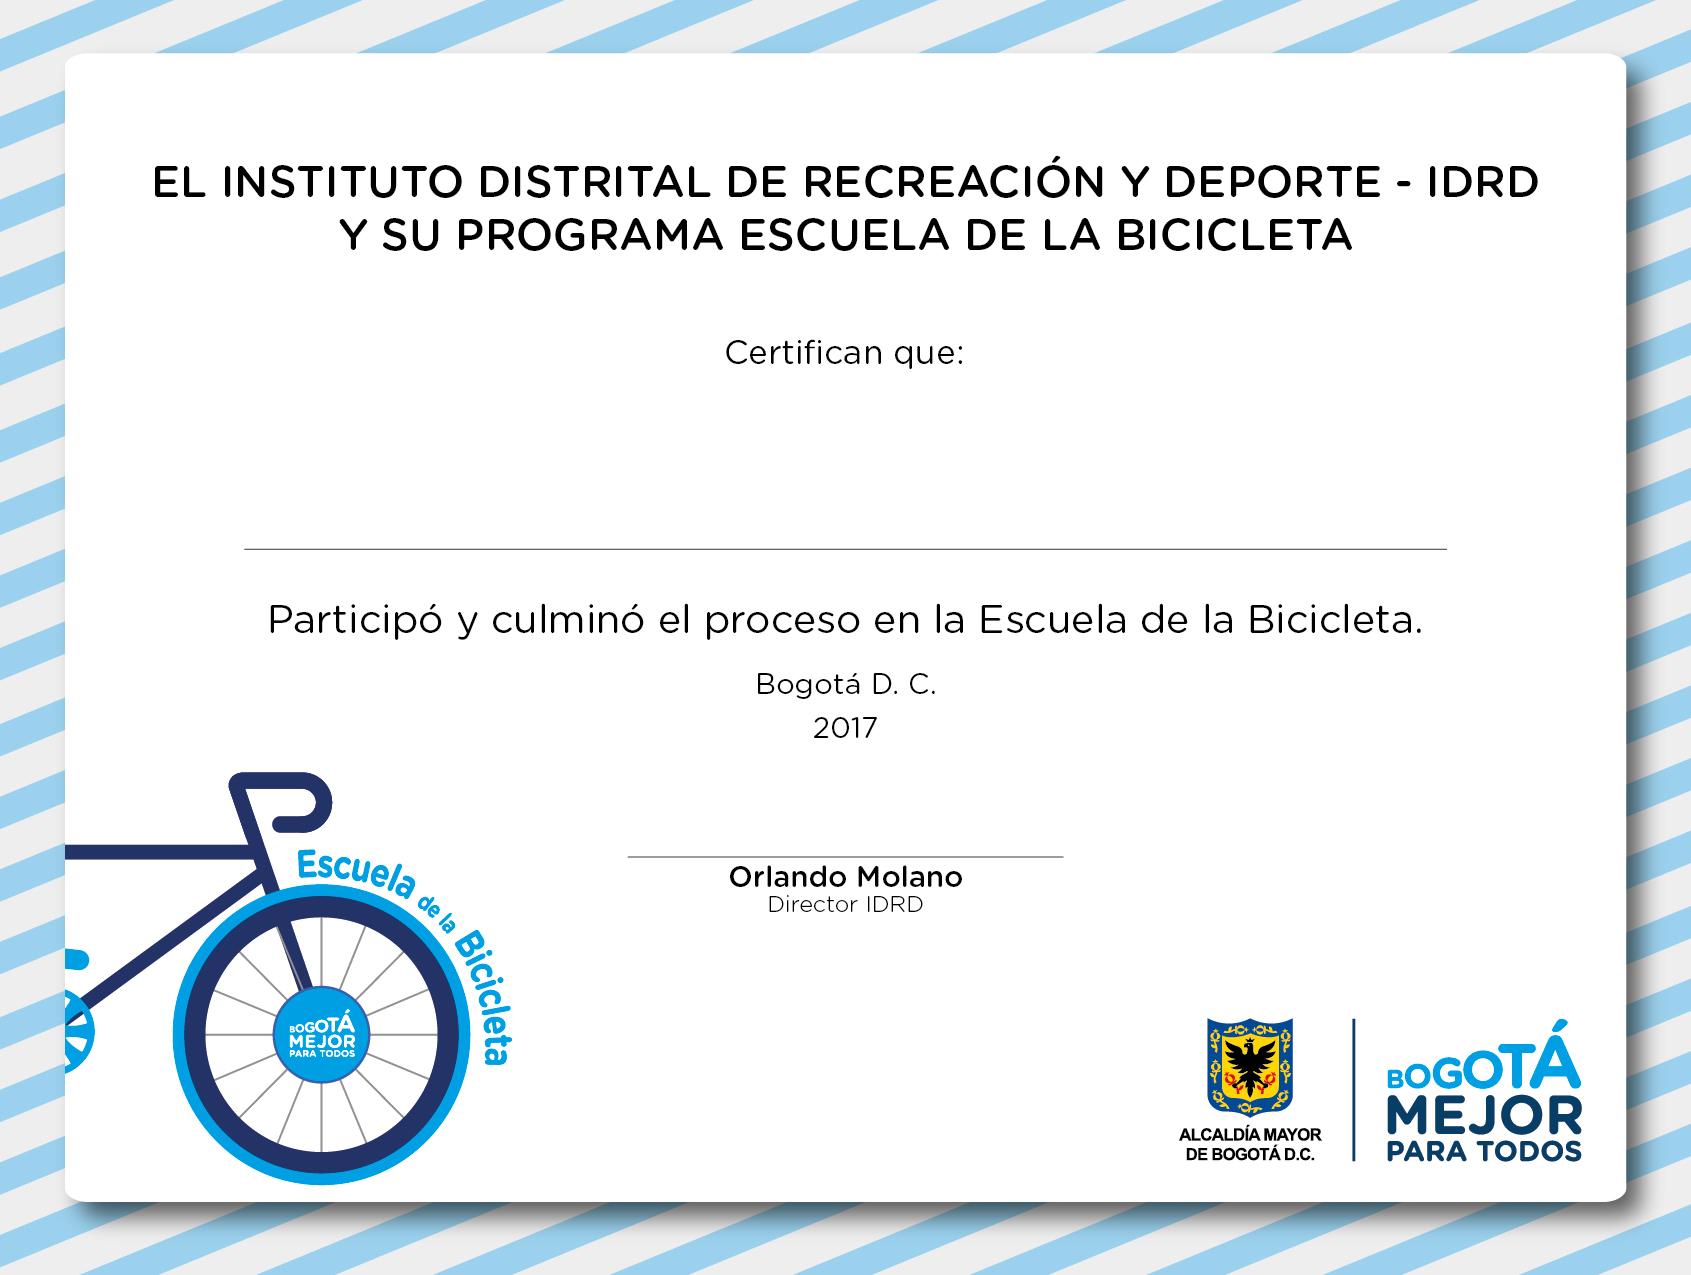 EL INSTITUTO DISTRITAL DE RECREACIÓN Y DEPORTE - IDRD
Y SU PROGRAMA ESCUELA DE LA BICICLETA
Certifican que:
Participó y culminó el proceso en la Escuela de la Bicicleta.
Bogotá D. C.
2017
Orlando Molano
Director IDRD
Escuela de la Bicicleta
BOGOTÁ
MEJOR
PARA TODOS
ALCALDÍA MAYOR
DE BOGOTÁ D.C.
BOGOTÁ
MEJOR
PARA TODOS